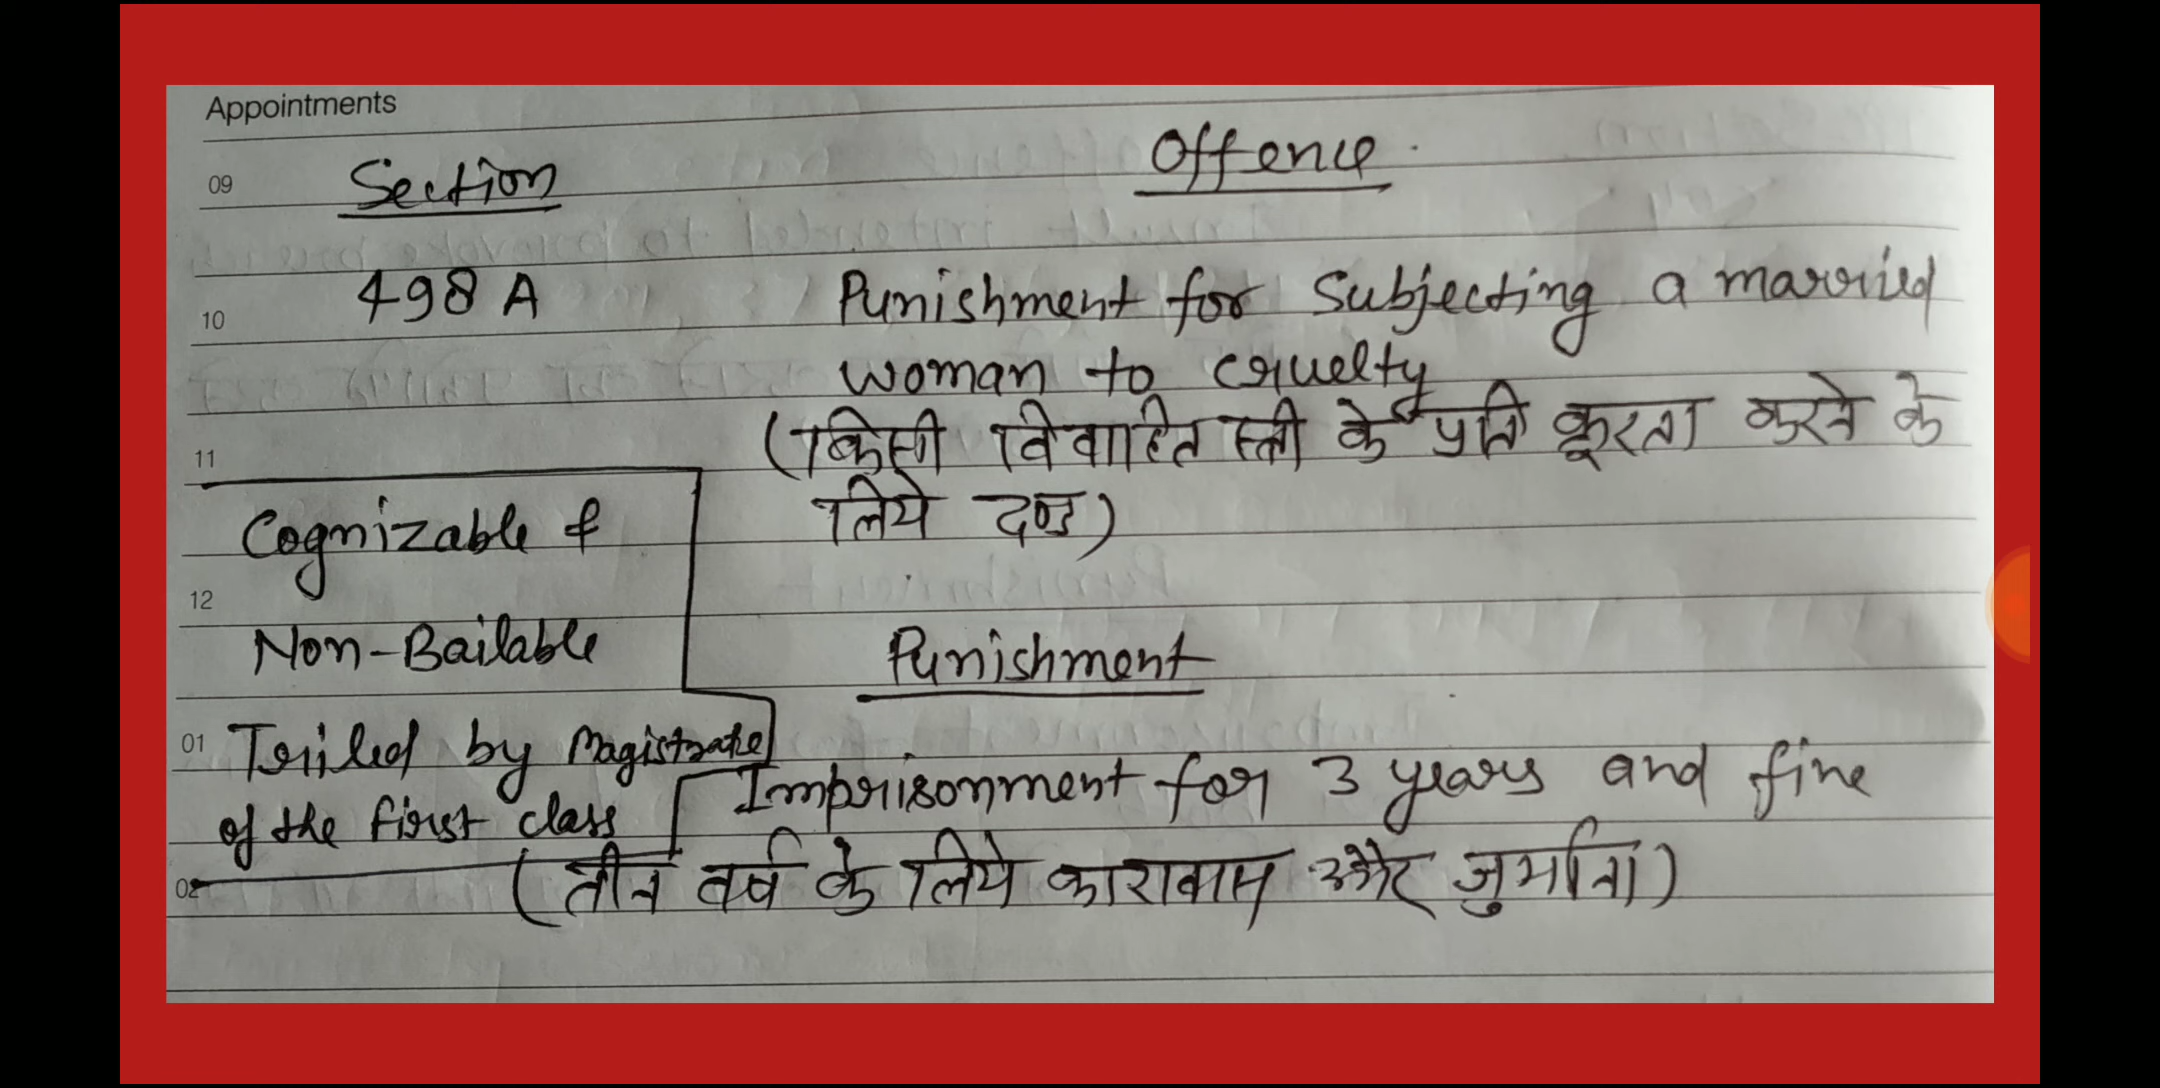 Appointments
Section Offence
09
498A Punishment for Subjecting a married
10
woman to cruelty
(किसी विवाहित स्त्री के प्रति क्रूरता करने के
11
लिये दण्ड)
Cognizable &
12
Non-Bailable
Punishment
01 Triled by Magistrate
Imprisonment for 3 years and fine
of the first class
02 (तीन वर्ष के लिये कारावास और जुर्माना)